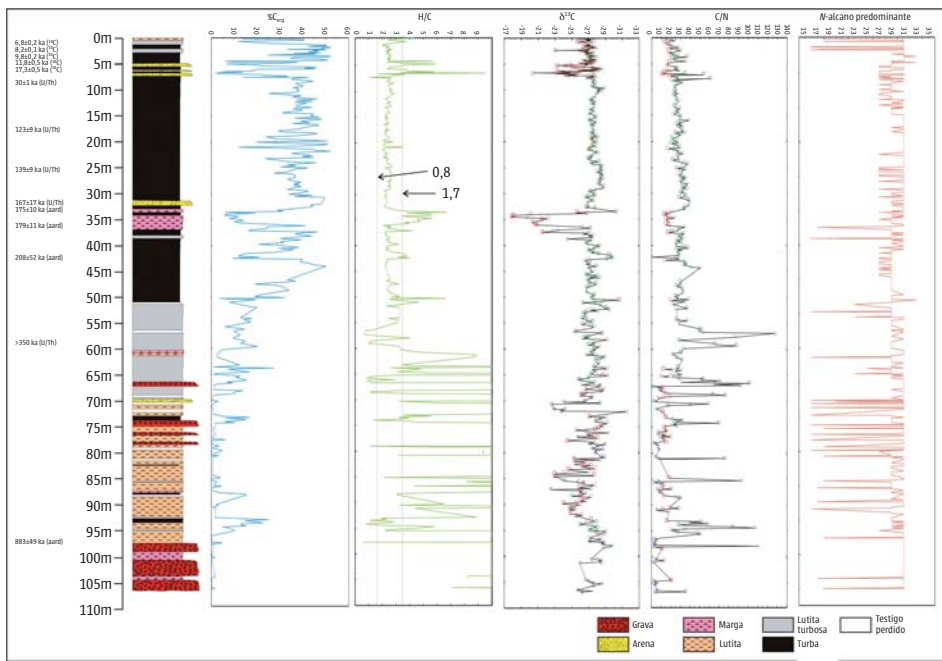 %Corg H/C δ13C C/N N-alcano predominante
0 10 20 30 40 50 60
0 1 2 3 4 5 6 7 8 9 10
-17 -19 -21 -23 -25 -27 -29 -31 -33
0 10 20 30 40 50 60 70 80 90 100 110 120 130 140
15 17 19 21 23 25 27 29 31 33 35
0m
5m
10m
15m
20m
25m
30m
35m
40m
45m
50m
55m
60m
65m
70m
75m
80m
85m
90m
95m
100m
105m
110m
6,8±0,2 ka (14C)
8,2±0,1 ka (14C)
9,8±0,2 ka (14C)
11,8±0,5 ka (14C)
17,3±0,5 ka (14C)
30±1 ka (U/Th)
123±9 ka (U/Th)
139±9 ka (U/Th)
167±17 ka (U/Th)
175±10 ka (aard)
179±11 ka (aard)
208±52 ka (aard)
>350 ka (U/Th)
883±49 ka (aard)
0,8
1,7
Grava
Arena
Marga
Lutita
Lutita
turbosa
Turba
Testigo
perdido